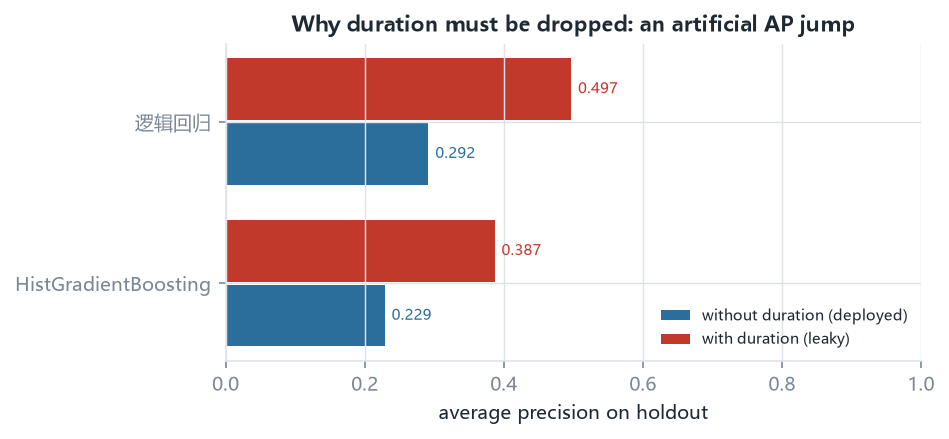 Why duration must be dropped: an artificial AP jump
逻辑回归
0.497
0.292
HistGradientBoosting
0.387
0.229
without duration (deployed)
with duration (leaky)
0.0 0.2 0.4 0.6 0.8 1.0
average precision on holdout